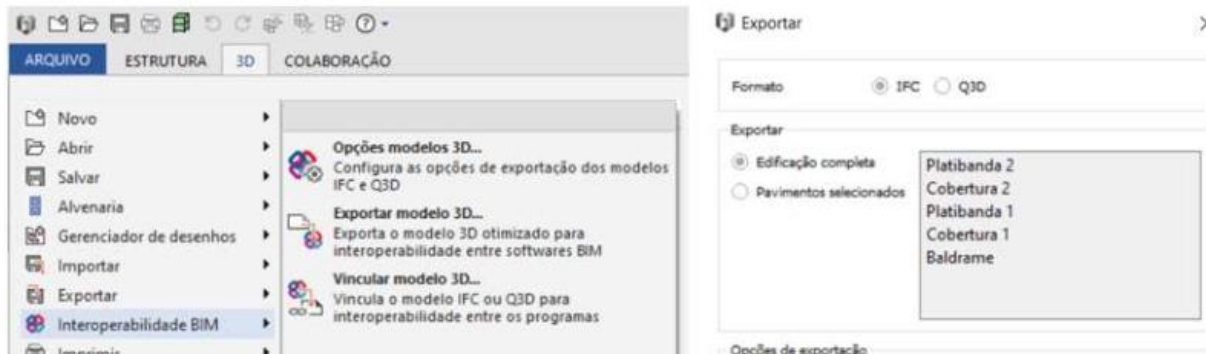 ARQUIVO ESTRUTURA 3D COLABORAÇÃO
Novo
Abrir
Salvar
Alvenaria
Gerenciador de desenhos
Importar
Exportar
Interoperabilidade BIM
Imprimir
Opções modelos 3D...
Configura as opções de exportação dos modelos
IFC e Q3D
Exportar modelo 3D...
Exporta o modelo 3D otimizado para
interoperabilidade entre softwares BIM
Vincular modelo 3D...
Vincula o modelo IFC ou Q3D para
interoperabilidade entre os programas
Exportar
Formato IFC Q3D
Exportar
Edificação completa
Pavimentos selecionados
Platibanda 2
Cobertura 2
Platibanda 1
Cobertura 1
Baldrame
Opções de exportação